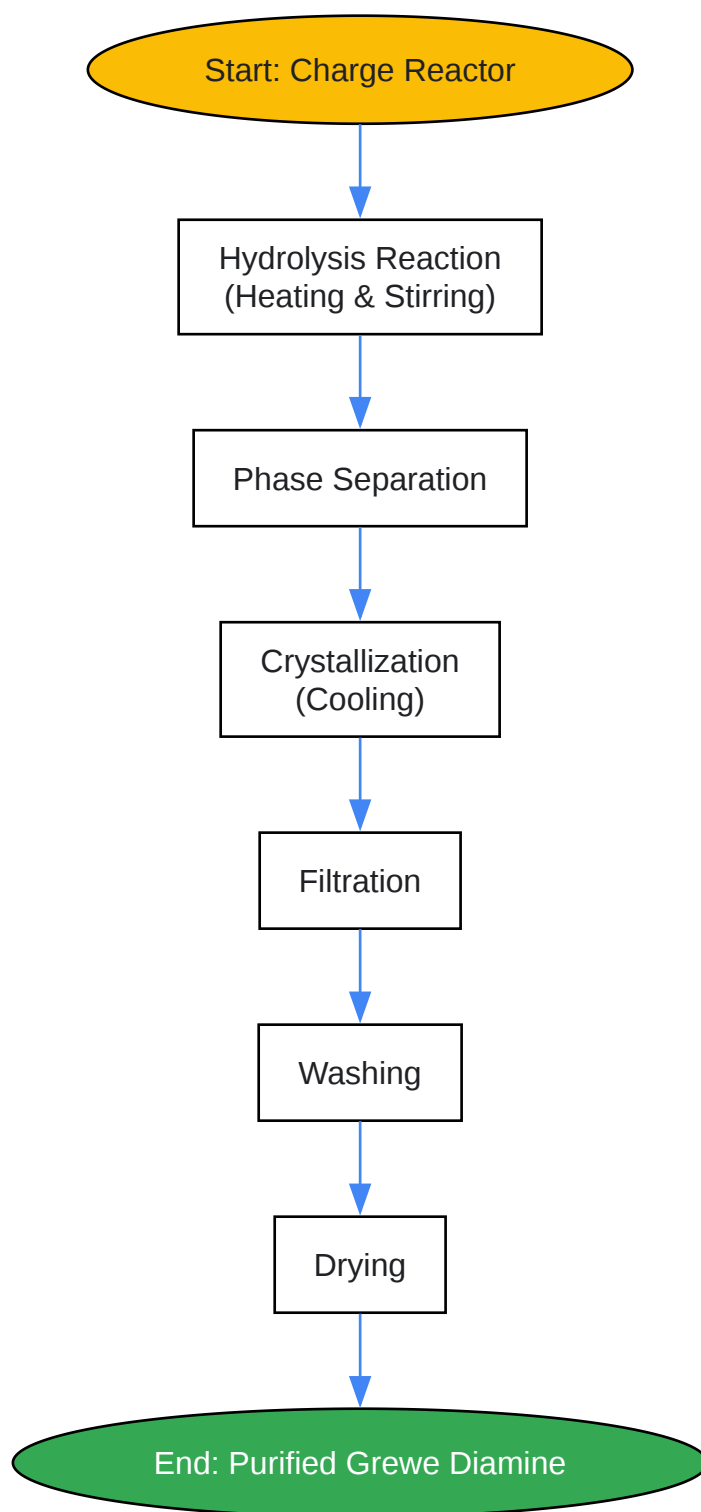 Start: Charge Reactor
Hydrolysis Reaction
(Heating & Stirring)
Phase Separation
Crystallization
(Cooling)
Filtration
Washing
Drying
End: Purified Grewe Diamine